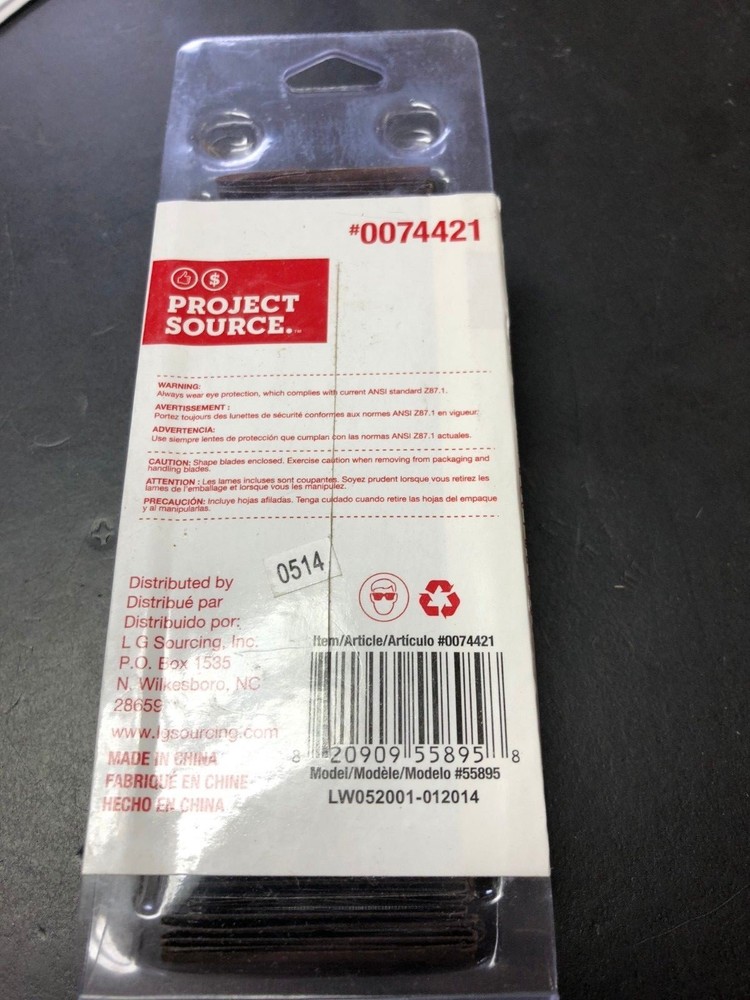 #0074421
$
PROJECT
SOURCE.™
WARNING:
Always wear eye protection, which complies with current ANSI standard Z87.1.
AVERTISSEMENT :
Portez toujours des lunettes de sécurité conformes aux normes ANSI Z87.1 en vigueur.
ADVERTENCIA:
Use siempre lentes de protección que cumplan con las normas ANSI Z87.1 actuales.
CAUTION: Shape blades enclosed. Exercise caution when removing from packaging and
handling blades.
ATTENTION : Les lames incluses sont coupantes. Soyez prudent lorsque vous retirez les
lames de l'emballage et lorsque vous les manipulez.
PRECAUCIÓN: Incluye hojas afiladas. Tenga cuidado cuando retire las hojas del empaque
y al manipularlas.
0514
Distributed by
Distribué par
Distribuido por:
L G Sourcing, Inc.
P.O. Box 1535
N. Wilkesboro, NC
28659
www.lgsourcing.com
MADE IN CHINA
FABRIQUÉ EN CHINE
HECHO EN CHINA
Item/Article/Artículo #0074421
8 20909 55895 8
Model/Modèle/Modelo #55895
LW052001-012014